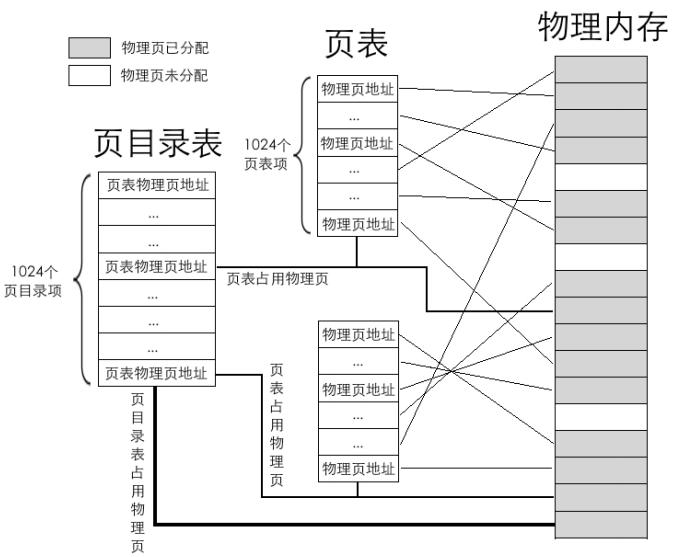 物理内存
页表
物理页已分配
物理页未分配
页目录表
1024个
页表项
物理页地址
...
物理页地址
...
...
物理页地址
1024个
页目录项
页表物理页地址
...
...
页表物理页地址
...
...
...
页表物理页地址
页表占用物理页
物理页地址
...
物理页地址
...
...
物理页地址
页表占用物理页
页目录表占用物理页